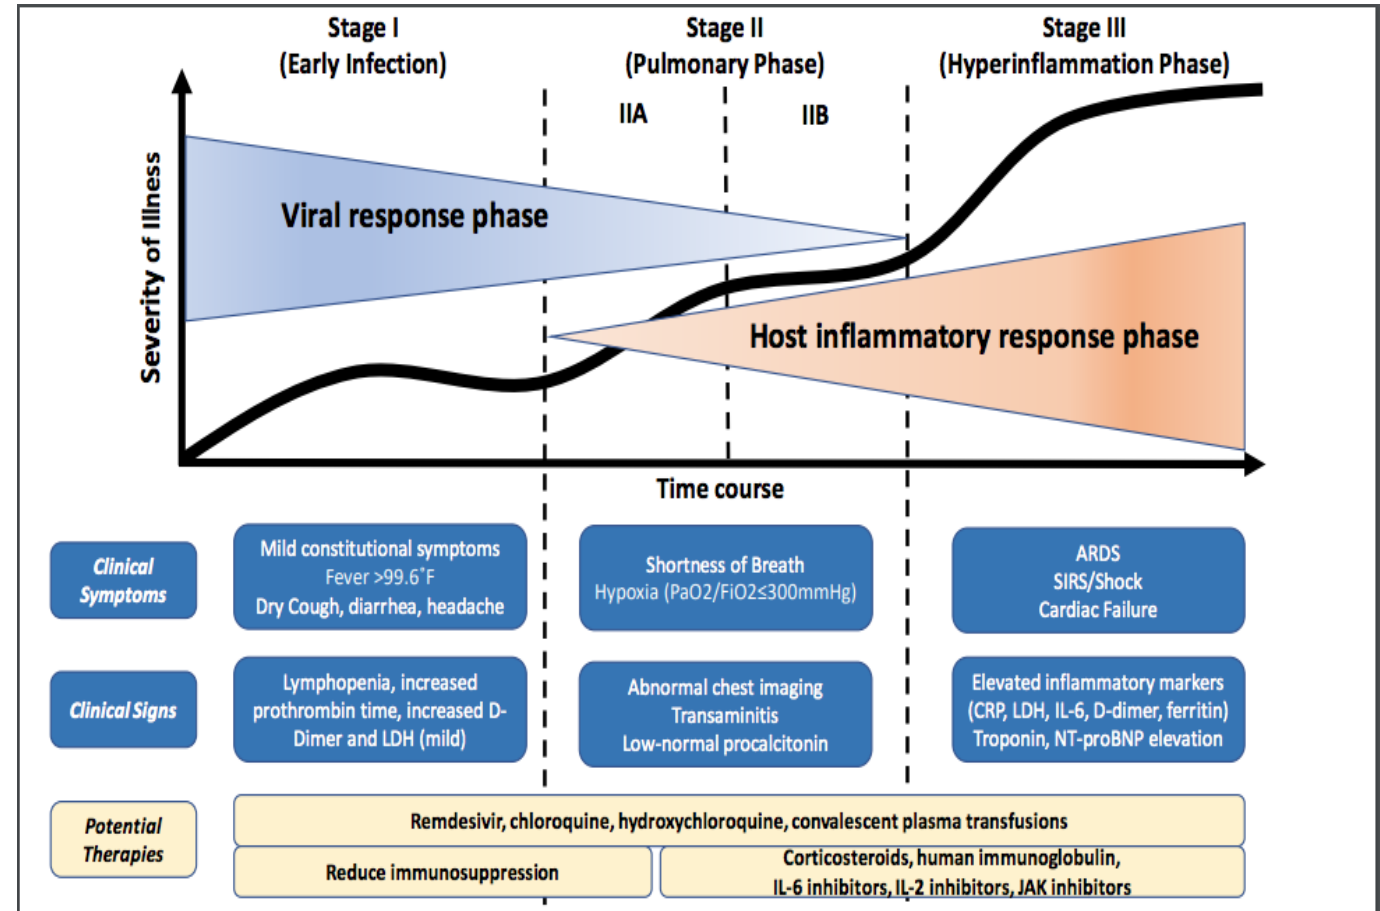 Stage I
(Early Infection)
Stage II
(Pulmonary Phase)
Stage III
(Hyperinflammation Phase)
IIA
IIB
Severity of Illness
Viral response phase
Host inflammatory response phase
Time course
Clinical
Symptoms
Mild constitutional symptoms
Fever >99.6°F
Dry Cough, diarrhea, headache
Shortness of Breath
Hypoxia (PaO2/FiO2≤300mmHg)
ARDS
SIRS/Shock
Cardiac Failure
Clinical Signs
Lymphopenia, increased
prothrombin time, increased D-
Dimer and LDH (mild)
Abnormal chest imaging
Transaminitis
Low-normal procalcitonin
Elevated inflammatory markers
(CRP, LDH, IL-6, D-dimer, ferritin)
Troponin, NT-proBNP elevation
Potential
Therapies
Remdesivir, chloroquine, hydroxychloroquine, convalescent plasma transfusions
Reduce immunosuppression
Corticosteroids, human immunoglobulin,
IL-6 inhibitors, IL-2 inhibitors, JAK inhibitors